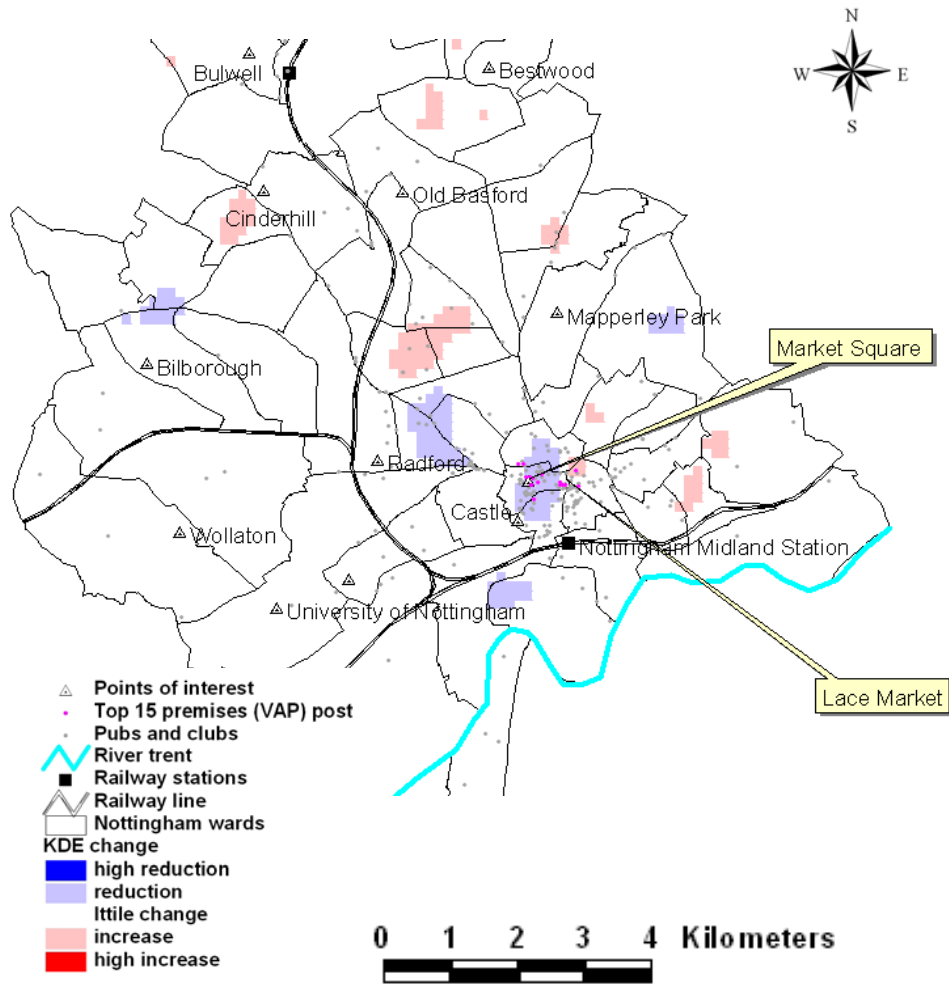 N
W E
S
Bulwell
Bestwood
Cinderhill
Old Basford
Mapperley Park
Market Square
Bilborough
Radford
Castle
Wollaton
Nottingham Midland Station
University of Nottingham
Lace Market
Points of interest
Top 15 premises (VAP) post
Pubs and clubs
River trent
Railway stations
Railway line
Nottingham wards
KDE change
high reduction
reduction
lttile change
increase
high increase
0 1 2 3 4 Kilometers